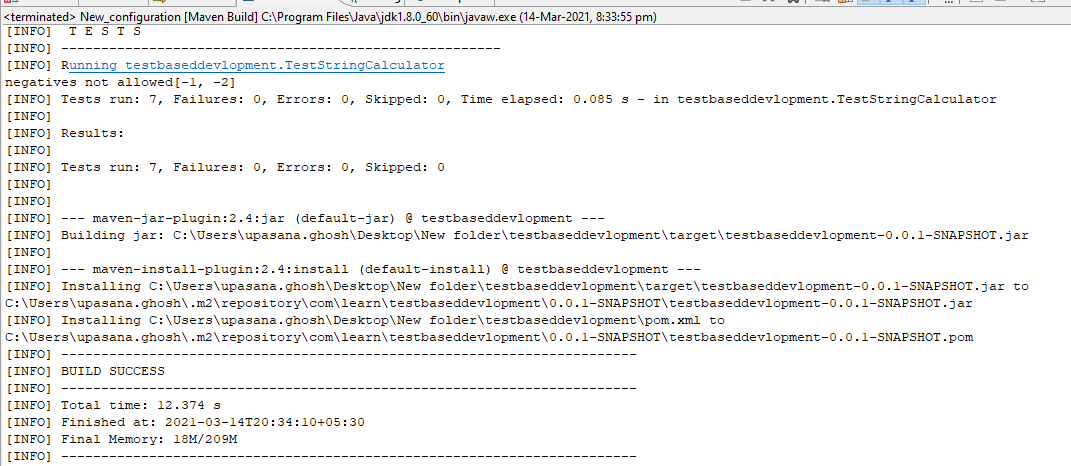 <terminated> New_configuration [Maven Build] C:\Program Files\Java\jdk1.8.0_60\bin\javaw.exe (14-Mar-2021, 8:33:55 pm)
[INFO]  T E S T S
[INFO] -------------------------------------------------------
[INFO] Running testbaseddevlopment.TestStringCalculator
negatives not allowed[-1, -2]
[INFO] Tests run: 7, Failures: 0, Errors: 0, Skipped: 0, Time elapsed: 0.085 s - in testbaseddevlopment.TestStringCalculator
[INFO]
[INFO] Results:
[INFO]
[INFO] Tests run: 7, Failures: 0, Errors: 0, Skipped: 0
[INFO]
[INFO]
[INFO] --- maven-jar-plugin:2.4:jar (default-jar) @ testbaseddevlopment ---
[INFO] Building jar: C:\Users\upasana.ghosh\Desktop\New folder\testbaseddevlopment\target\testbaseddevlopment-0.0.1-SNAPSHOT.jar
[INFO]
[INFO] --- maven-install-plugin:2.4:install (default-install) @ testbaseddevlopment ---
[INFO] Installing C:\Users\upasana.ghosh\Desktop\New folder\testbaseddevlopment\target\testbaseddevlopment-0.0.1-SNAPSHOT.jar to
C:\Users\upasana.ghosh\.m2\repository\com\learn\testbaseddevlopment\0.0.1-SNAPSHOT\testbaseddevlopment-0.0.1-SNAPSHOT.jar
[INFO] Installing C:\Users\upasana.ghosh\Desktop\New folder\testbaseddevlopment\pom.xml to
C:\Users\upasana.ghosh\.m2\repository\com\learn\testbaseddevlopment\0.0.1-SNAPSHOT\testbaseddevlopment-0.0.1-SNAPSHOT.pom
[INFO] ------------------------------------------------------------------------
[INFO] BUILD SUCCESS
[INFO] ------------------------------------------------------------------------
[INFO] Total time: 12.374 s
[INFO] Finished at: 2021-03-14T20:34:10+05:30
[INFO] Final Memory: 18M/209M
[INFO] ------------------------------------------------------------------------